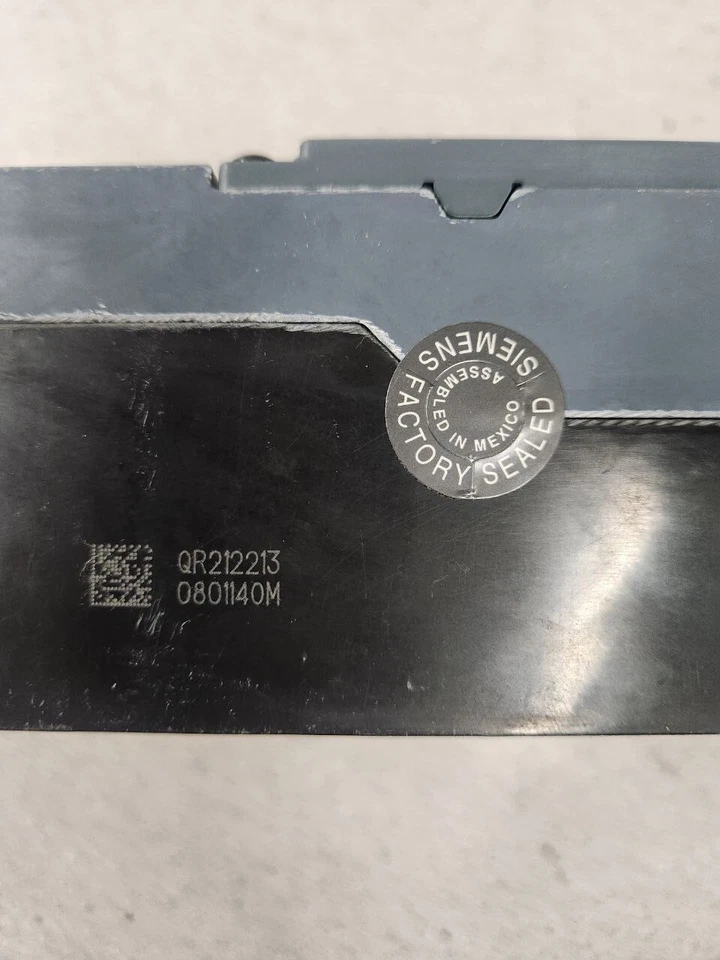 SIEMENS
FACTORY SEALED
ASSEMBLED IN MEXICO
QR212213
0801140M